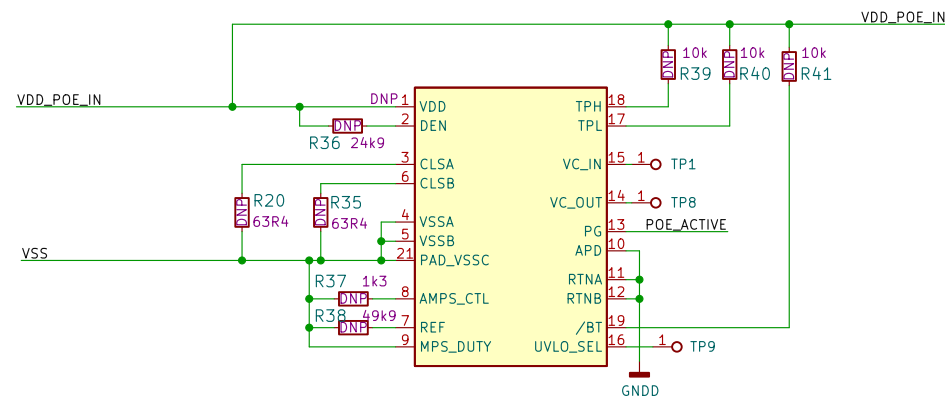 VDD_POE_IN
10k 10k 10k
DNP DNP DNP
R39 R40 R41
VDD_POE_IN
DNP 1 VDD TPH 18
2 DEN TPL 17
DNP
R36 24k9
3 CLSA VC_IN 15 1 TP1
6 CLSB
R20 R35
DNP DNP
63R4 63R4
VC_OUT 14 1 TP8
4 VSSA PG 13 POE_ACTIVE
5 VSSB APD 10
VSS
21 PAD_VSSC
R37 1k3
RTNA 11
DNP 8 AMPS_CTL RTNB 12
R38 49k9
DNP 7 REF /BT 19
9 MPS_DUTY UVLO_SEL 16 1 TP9
GNDD